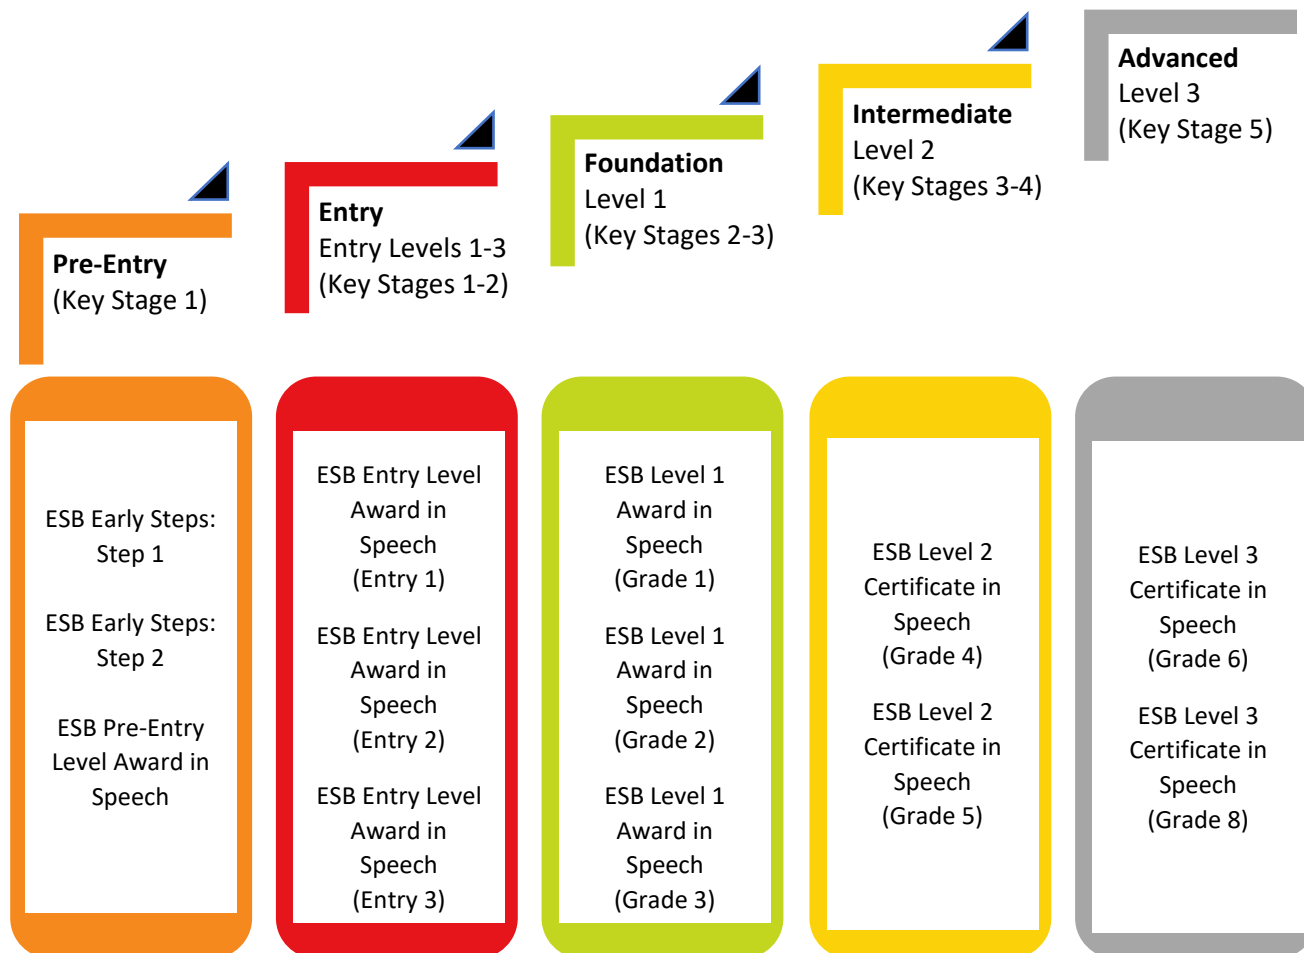 Pre-Entry
(Key Stage 1)
Entry
Entry Levels 1-3
(Key Stages 1-2)
Foundation
Level 1
(Key Stages 2-3)
Intermediate
Level 2
(Key Stages 3-4)
Advanced
Level 3
(Key Stage 5)
ESB Early Steps:
Step 1
ESB Early Steps:
Step 2
ESB Pre-Entry
Level Award in
Speech
ESB Entry Level
Award in
Speech
(Entry 1)
ESB Entry Level
Award in
Speech
(Entry 2)
ESB Entry Level
Award in
Speech
(Entry 3)
ESB Level 1
Award in
Speech
(Grade 1)
ESB Level 1
Award in
Speech
(Grade 2)
ESB Level 1
Award in
Speech
(Grade 3)
ESB Level 2
Certificate in
Speech
(Grade 4)
ESB Level 2
Certificate in
Speech
(Grade 5)
ESB Level 3
Certificate in
Speech
(Grade 6)
ESB Level 3
Certificate in
Speech
(Grade 8)